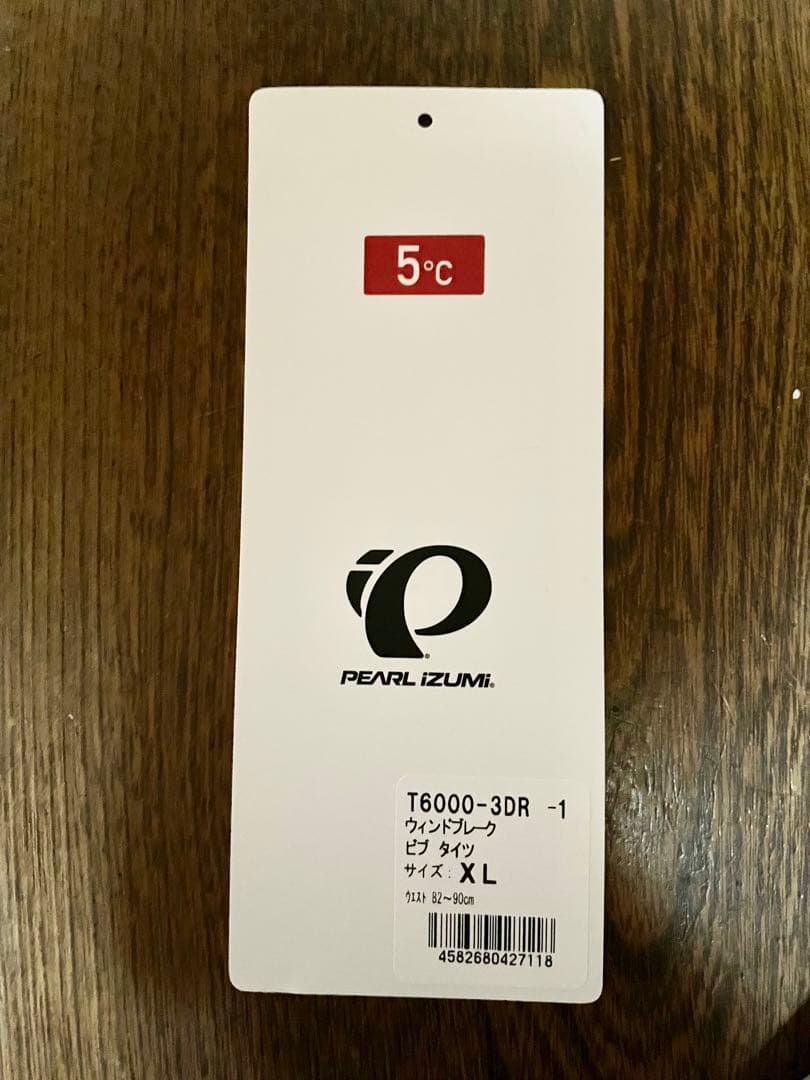 5℃
PEARL iZUMi
T6000-3DR -1
ウィンドブレーク
ビブ タイツ
サイズ: XL
ウエスト 82～90cm
4582680427118